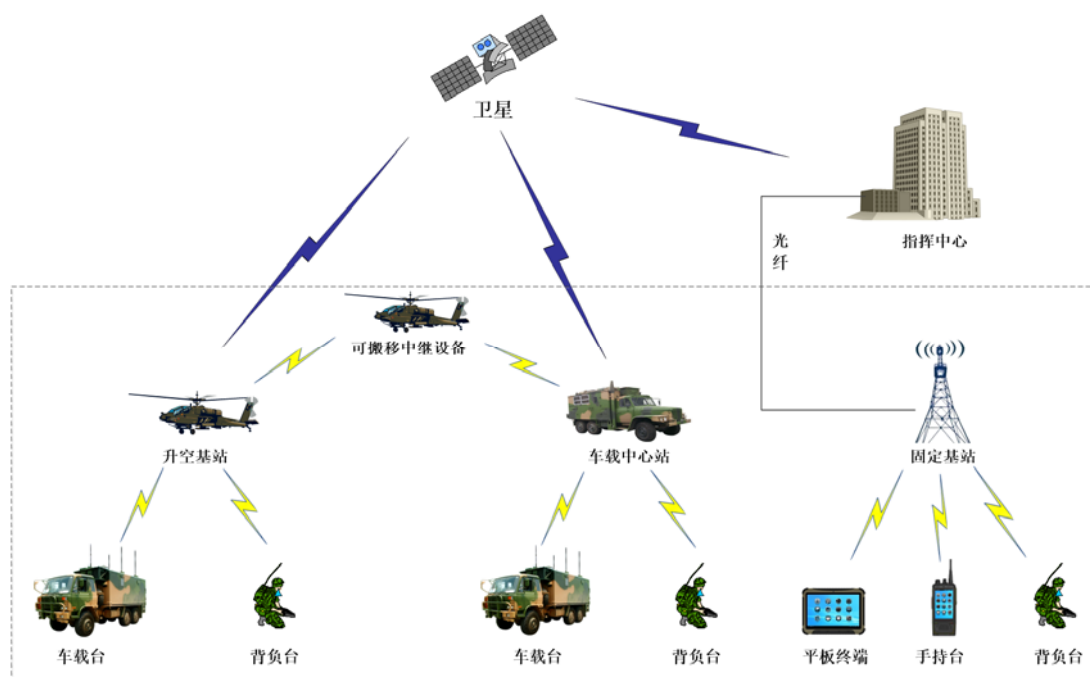 卫星
指挥中心
光
纤
可搬移中继设备
升空基站
车载中心站
固定基站
车载台
背负台
车载台
背负台
平板终端
手持台
背负台